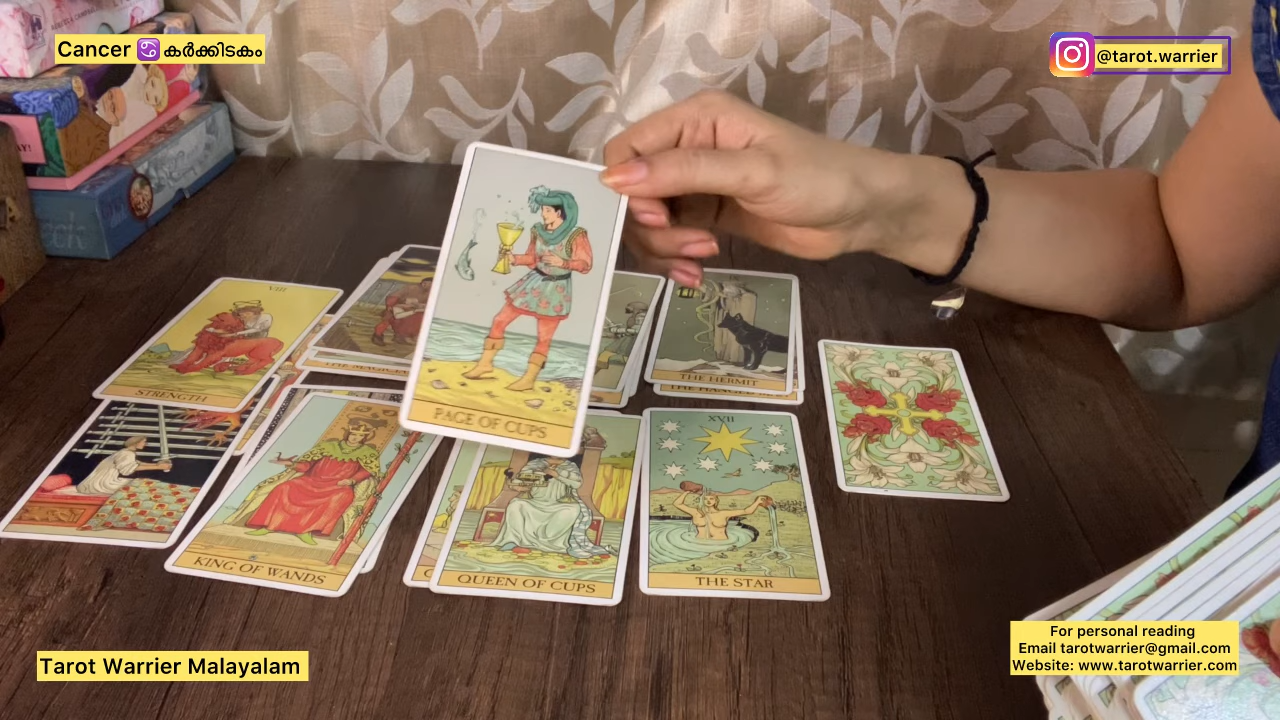 Cancer ♋ കർക്കിടകം
@tarot.warrier
VIII
STRENGTH
PAGE OF CUPS
THE HERMIT
KING OF WANDS
QUEEN OF CUPS
XVII
THE STAR
Tarot Warrier Malayalam
For personal reading
Email tarotwarrier@gmail.com
Website: www.tarotwarrier.com